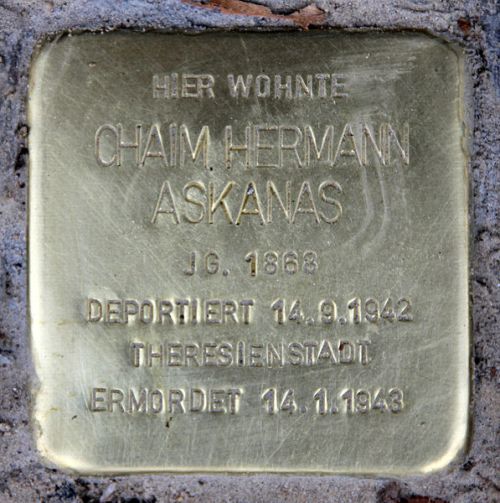 HIER WOHNTE
CHAIM HERMANN
ASKANAS
JG. 1868
DEPORTIERT 14.9.1942
THERESIENSTADT
ERMORDET 14.1.1943